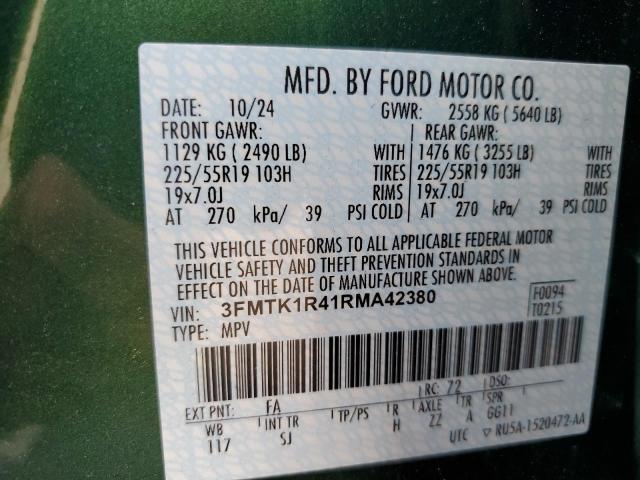 MFD. BY FORD MOTOR CO.
DATE: 10/24 GVWR: 2558 KG ( 5640 LB)
FRONT GAWR: REAR GAWR:
1129 KG ( 2490 LB) WITH 1476 KG ( 3255 LB) WITH
225/55R19 103H TIRES 225/55R19 103H TIRES
19x7.0J RIMS 19x7.0J RIMS
AT 270 kPa/ 39 PSI COLD AT 270 kPa/ 39 PSI COLD
THIS VEHICLE CONFORMS TO ALL APPLICABLE FEDERAL MOTOR
VEHICLE SAFETY AND THEFT PREVENTION STANDARDS IN
EFFECT ON THE DATE OF MANUFACTURE SHOWN ABOVE.
VIN: 3FMTK1R41RMA42380 F0094
TYPE: MPV T0215
EXT PNT: FA RC: 72 DSO:
WB INT TR TP/PS R AXLE TR SPR
117 SJ H ZZ A GG11
UTC ▽ RU5A-1520472-AA